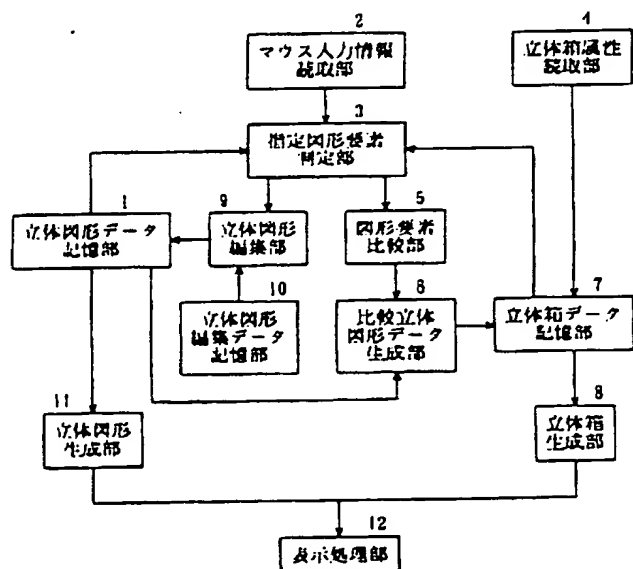 2
マウス入力情報
読取部
4
立体箱属性
読取部
3
指定図形要素
判定部
1
立体図形データ
記憶部
9
立体図形
編集部
5
図形要素
比較部
10
立体図形
編集データ
記憶部
6
比較立体
図形データ
生成部
7
立体箱データ
記憶部
11
立体図形
生成部
8
立体箱
生成部
12
表示処理部